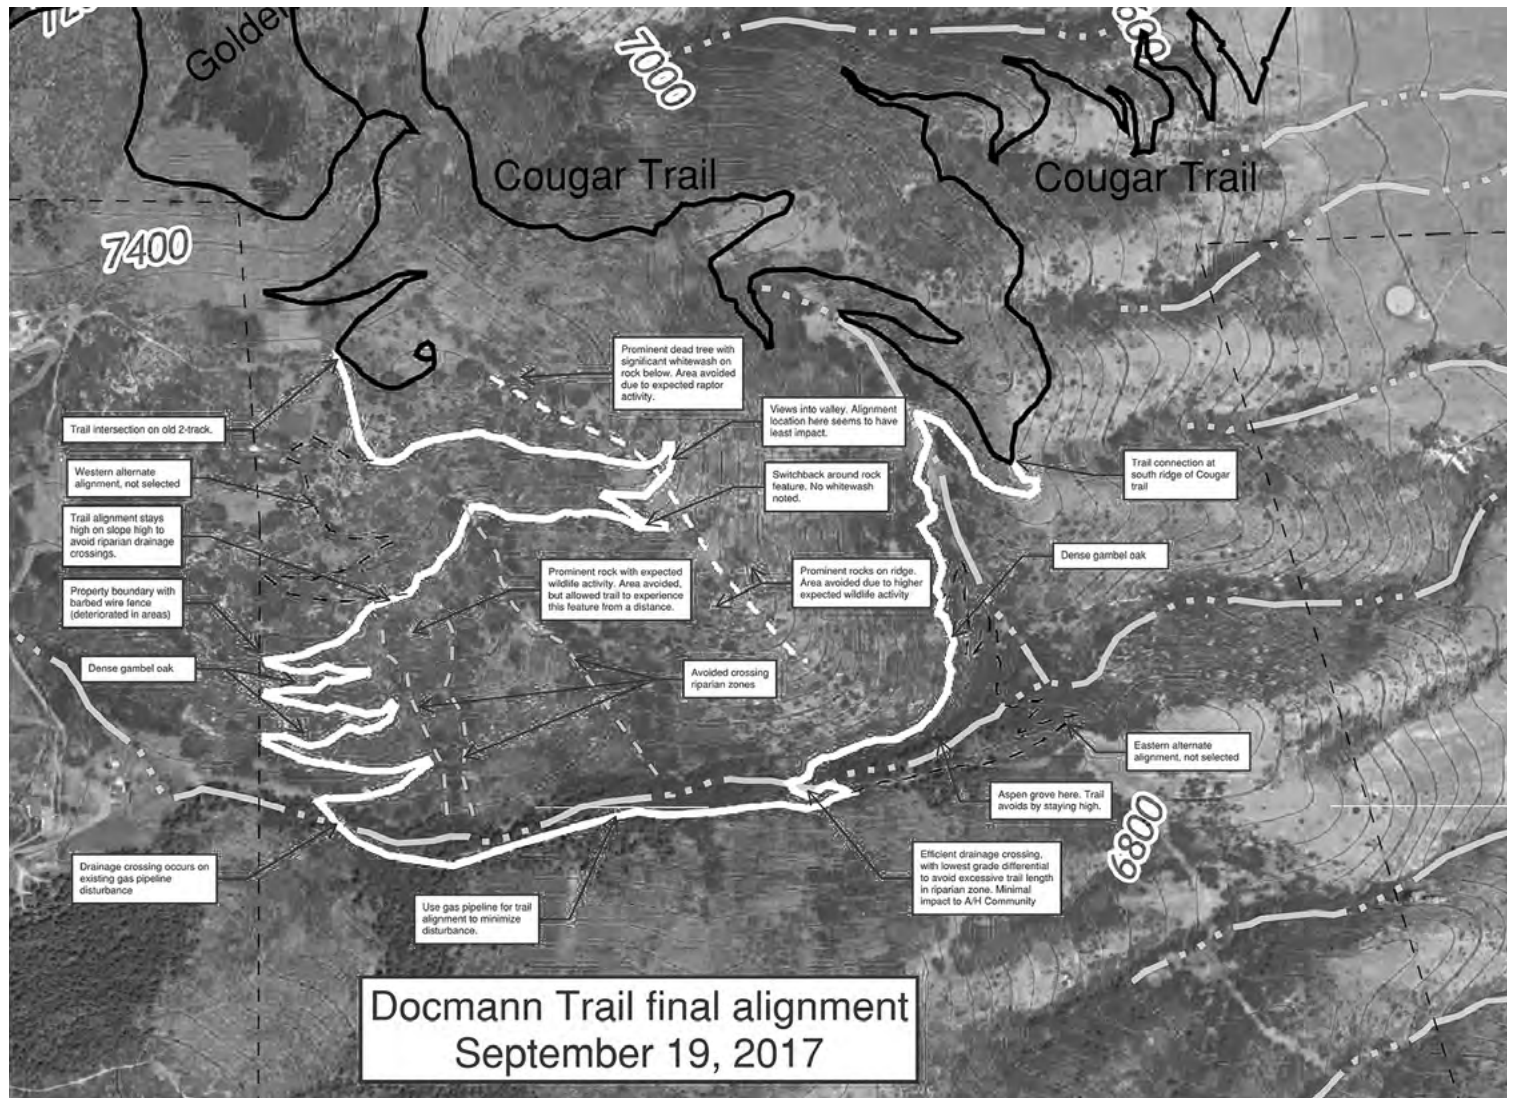 Golden
7000
Cougar Trail
Cougar Trail
7400
Prominent dead tree with
significant whitewash on
rock below. Area avoided
due to expected raptor
activity.
Trail intersection on old 2-track.
Views into valley. Alignment
location here seems to have
least impact.
Western alternate
alignment, not selected
Switchback around rock
feature. No whitewash
noted.
Trail connection at
south ridge of Cougar
trail
Trail alignment stays
high on slope high to
avoid riparian drainage
crossings.
Dense gambel oak
Prominent rock with expected
wildlife activity. Area avoided,
but allowed trail to experience
this feature from a distance.
Prominent rocks on ridge.
Area avoided due to higher
expected wildlife activity
Property boundary with
barbed wire fence
(deteriorated in areas)
Dense gambel oak
Avoided crossing
riparian zones
Eastern alternate
alignment, not selected
Aspen grove here. Trail
avoids by staying high.
6800
Drainage crossing occurs on
existing gas pipeline
disturbance
Efficient drainage crossing,
with lowest grade differential
to avoid excessive trail length
in riparian zone. Minimal
impact to A/H Community
Use gas pipeline for trail
alignment to minimize
disturbance.
Docmann Trail final alignment
September 19, 2017